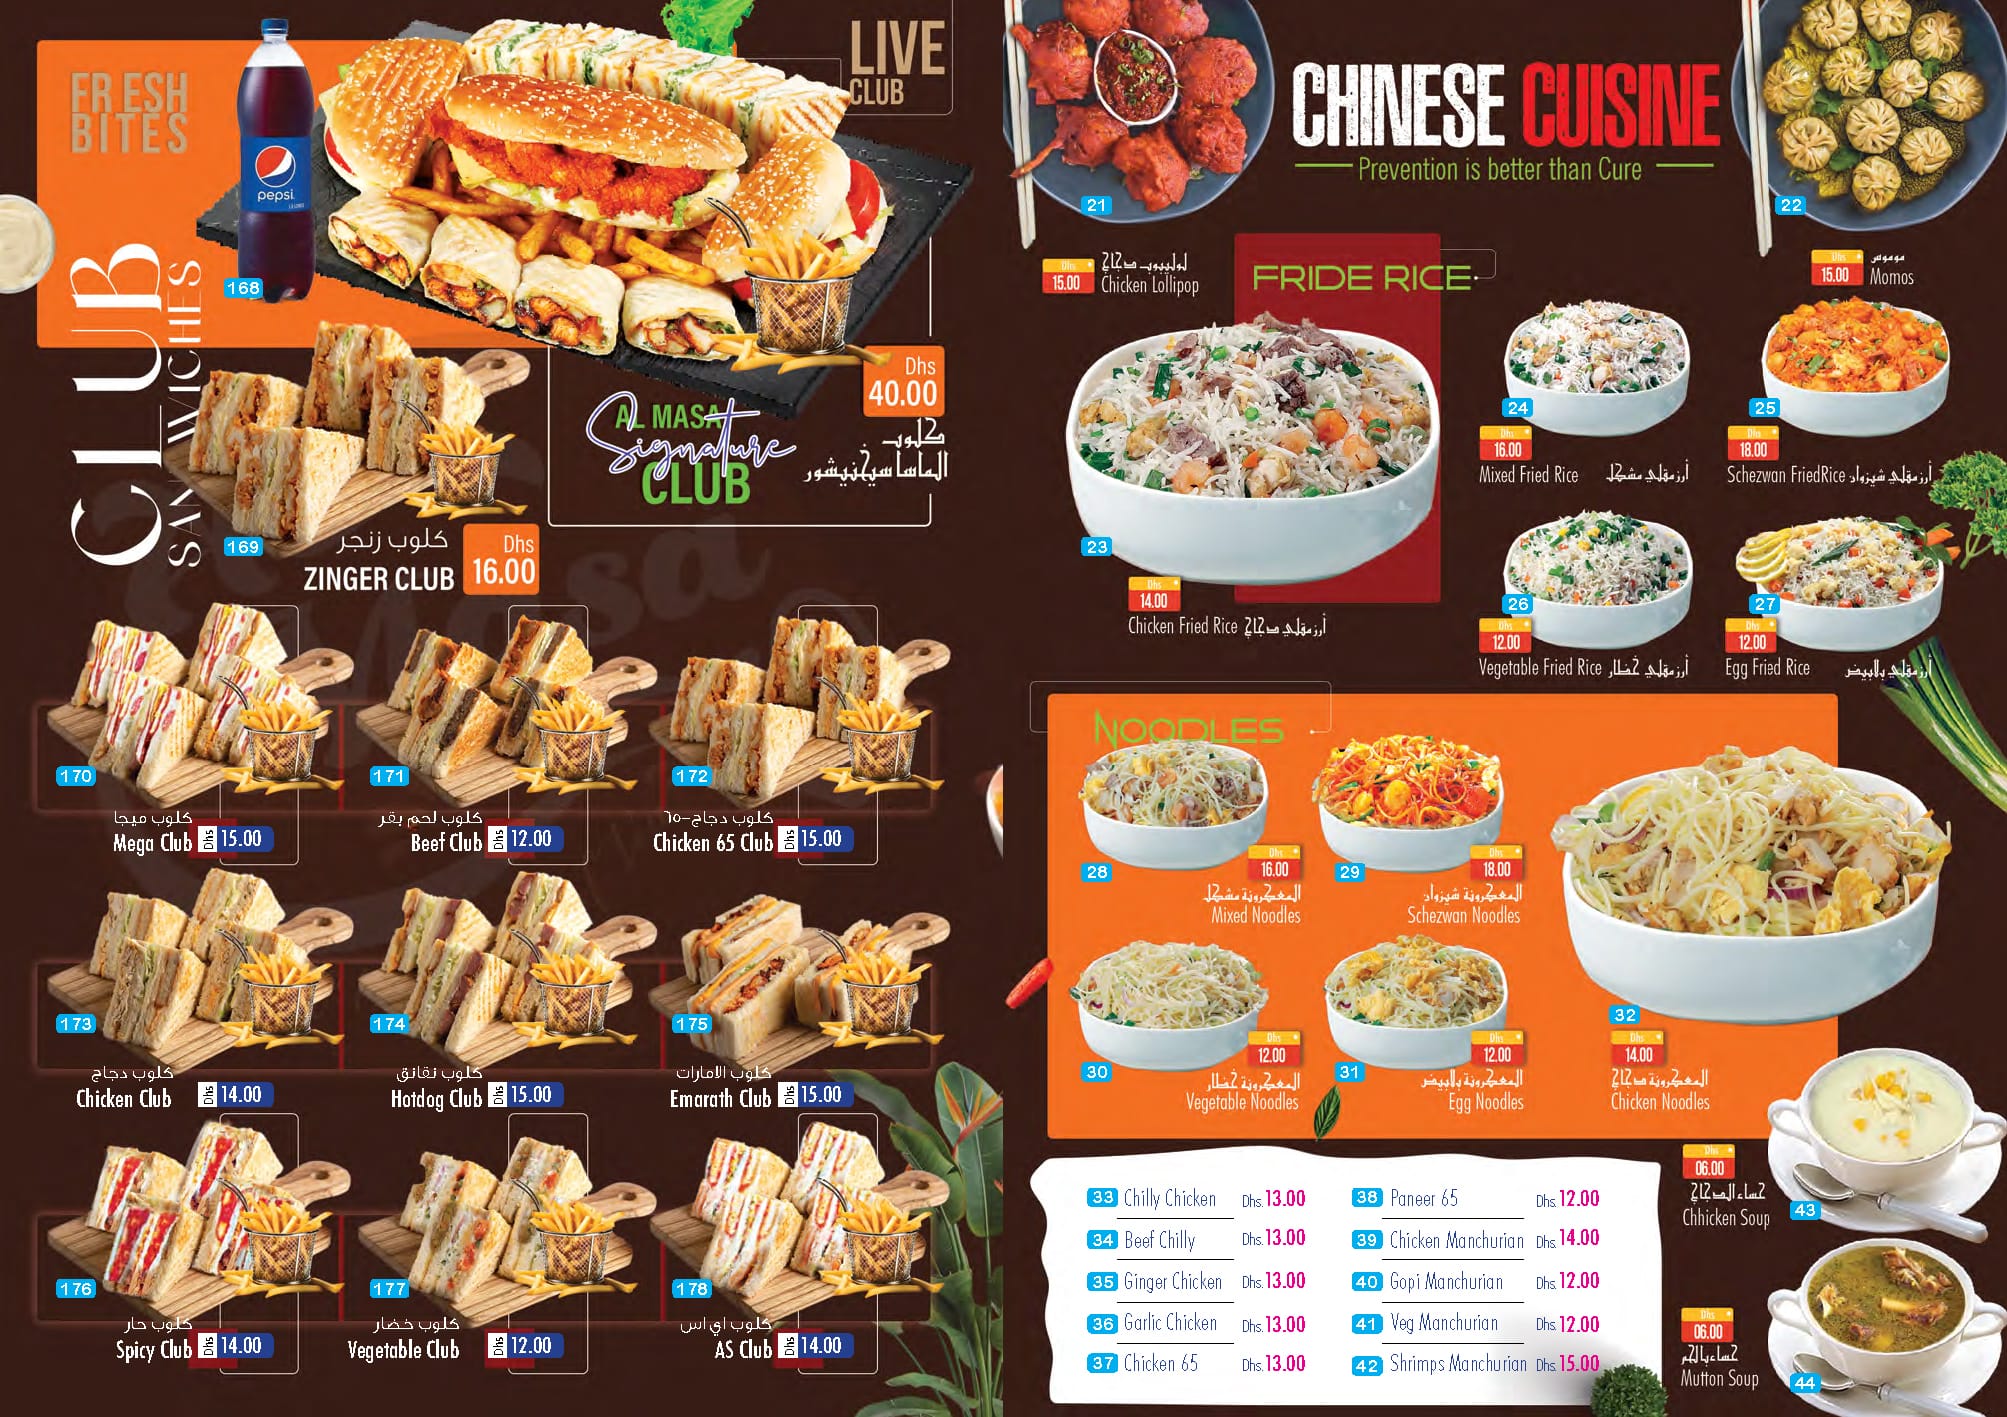 FRESH
BITES
LIVE
CLUB
pepsi
CLUB
SANWICHES
168
Dhs
40.00
AL MASA
Signature
CLUB
كلوب
الماسا سيجنيشور
169
كلوب زنجر
ZINGER CLUB
Dhs
16.00
170
كلوب ميجا
Mega Club Dhs 15.00
171
كلوب لحم بقر
Beef Club Dhs 12.00
172
كلوب دجاج-٦٥
Chicken 65 Club Dhs 15.00
173
كلوب دجاج
Chicken Club Dhs 14.00
174
كلوب نقانق
Hotdog Club Dhs 15.00
175
كلوب الامارات
Emarath Club Dhs 15.00
176
كلوب حار
Spicy Club Dhs 14.00
177
كلوب خضار
Vegetable Club Dhs 12.00
178
كلوب اي اس
AS Club Dhs 14.00
CHINESE CUISINE
Prevention is better than Cure
21
Dhs
15.00
لوليبوب دجاج
Chicken Lollipop
22
Dhs
15.00
موموس
Momos
FRIDE RICE
23
Dhs
14.00
Chicken Fried Rice أرز مقلي دجاج
24
Dhs
16.00
Mixed Fried Rice أرز مقلي مشكل
25
Dhs
18.00
Schezwan FriedRice أرز مقلي شيزوان
26
Dhs
12.00
Vegetable Fried Rice أرز مقلي خضار
27
Dhs
12.00
Egg Fried Rice أرز مقلي بلابيض
NOODLES
28
Dhs
16.00
المعكرونة مشكل
Mixed Noodles
29
Dhs
18.00
المعكرونة شيزوان
Schezwan Noodles
30
Dhs
12.00
المعكرونة خضار
Vegetable Noodles
31
Dhs
12.00
المعكرونة بلابيض
Egg Noodles
32
Dhs
14.00
المعكرونة دجاج
Chicken Noodles
33 Chilly Chicken Dhs. 13.00
34 Beef Chilly Dhs. 13.00
35 Ginger Chicken Dhs. 13.00
36 Garlic Chicken Dhs. 13.00
37 Chicken 65 Dhs. 13.00
38 Paneer 65 Dhs. 12.00
39 Chicken Manchurian Dhs. 14.00
40 Gopi Manchurian Dhs. 12.00
41 Veg Manchurian Dhs. 12.00
42 Shrimps Manchurian Dhs. 15.00
Dhs
06.00
حساء الدجاج
Chhicken Soup
43
Dhs
06.00
Mutton Soup
44